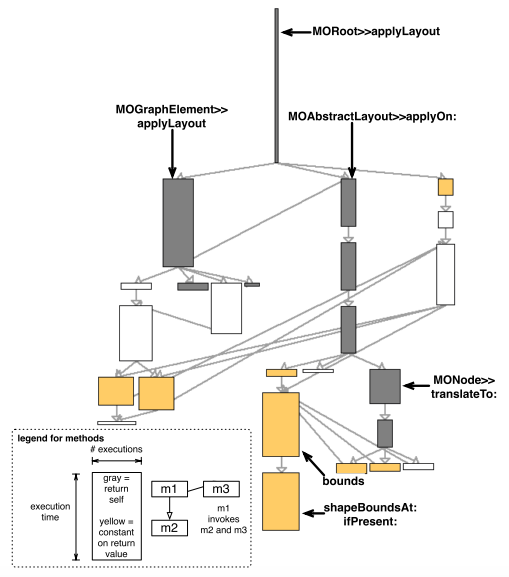 MORoot>>applyLayout
MOGraphElement>>
applyLayout
MOAbstractLayout>>applyOn:
MONode>>
translateTo:
bounds
shapeBoundsAt:
ifPresent:
legend for methods
# executions
execution
time
gray =
return
self
yellow =
constant
on return
value
m1
m3
m2
m1
invokes
m2 and m3